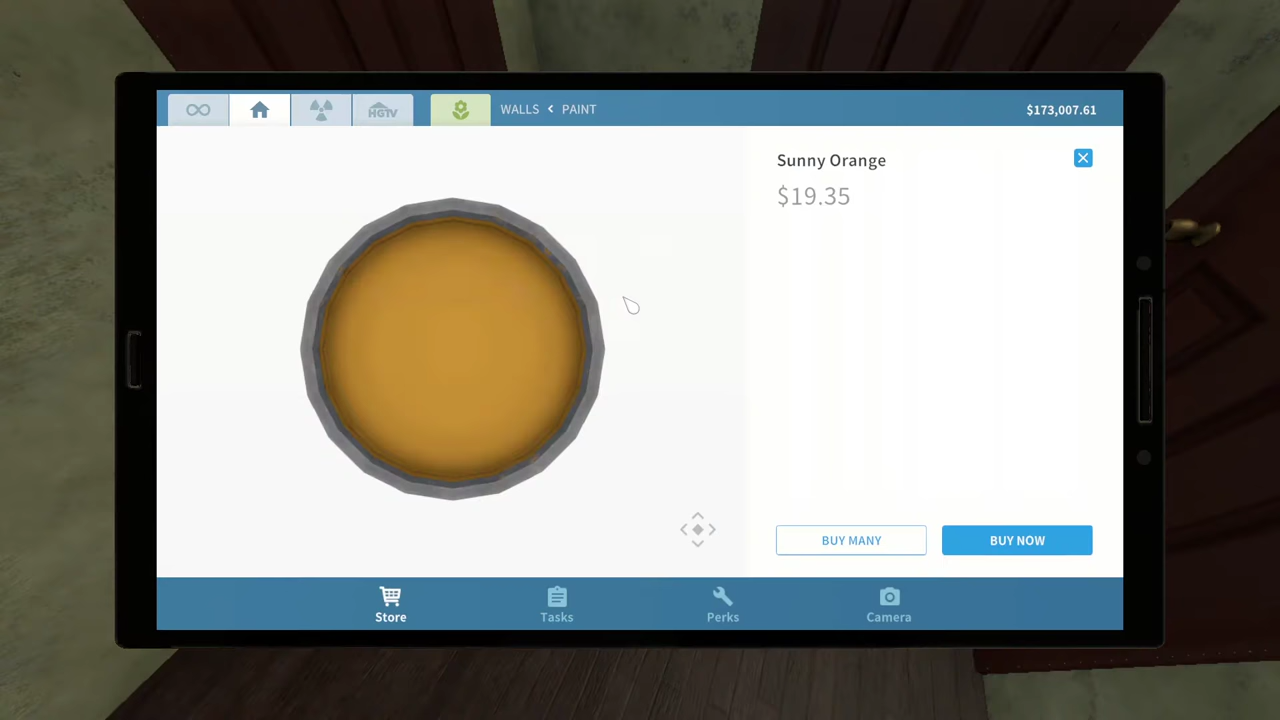 HGTV
WALLS < PAINT
$173,007.61
Sunny Orange
$19.35
BUY MANY
BUY NOW
Store
Tasks
Perks
Camera